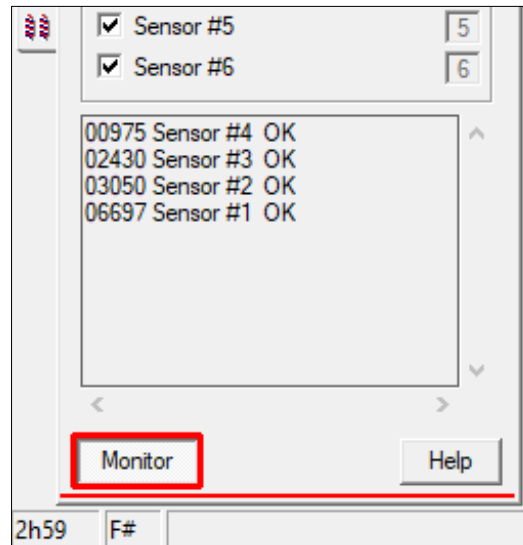 Sensor #5 5
Sensor #6 6
00975 Sensor #4 OK
02430 Sensor #3 OK
03050 Sensor #2 OK
06697 Sensor #1 OK
Monitor Help
2h59 F#